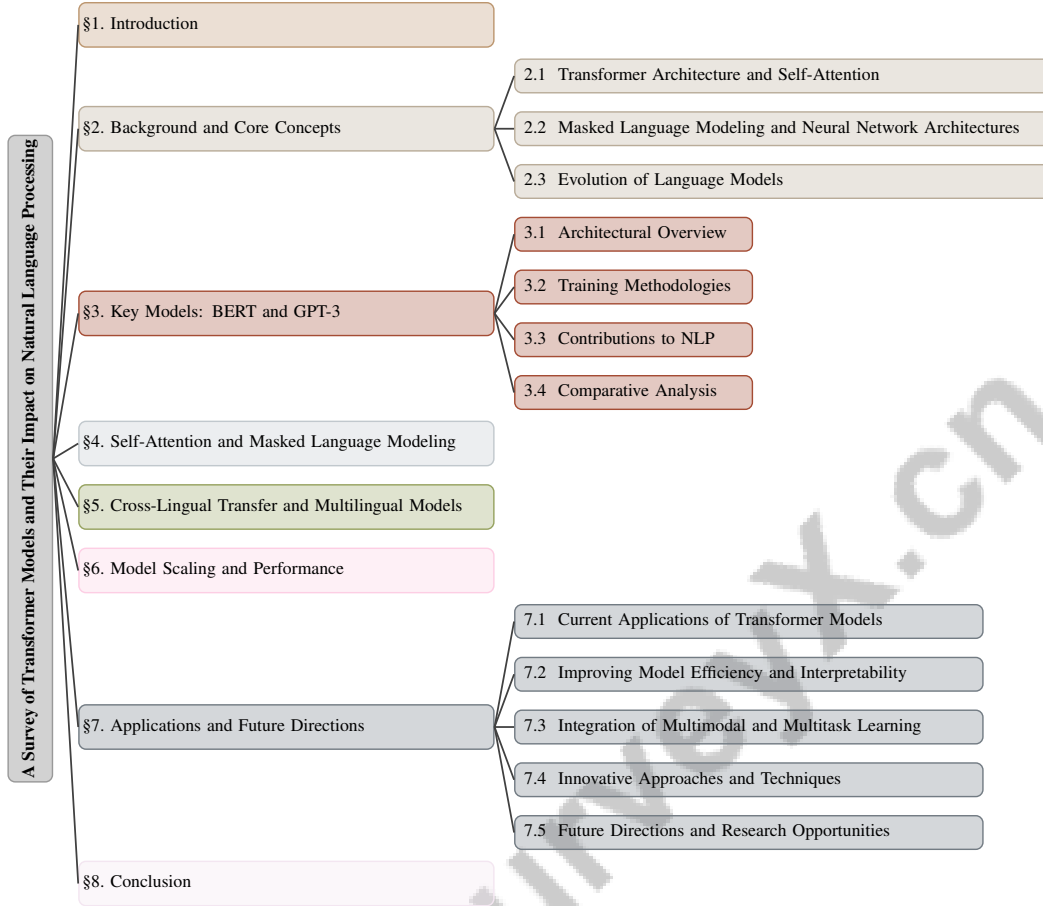 A Survey of Transformer Models and Their Impact on Natural Language Processing
§1. Introduction
§2. Background and Core Concepts
2.1 Transformer Architecture and Self-Attention
2.2 Masked Language Modeling and Neural Network Architectures
2.3 Evolution of Language Models
§3. Key Models: BERT and GPT-3
3.1 Architectural Overview
3.2 Training Methodologies
3.3 Contributions to NLP
3.4 Comparative Analysis
§4. Self-Attention and Masked Language Modeling
§5. Cross-Lingual Transfer and Multilingual Models
§6. Model Scaling and Performance
§7. Applications and Future Directions
7.1 Current Applications of Transformer Models
7.2 Improving Model Efficiency and Interpretability
7.3 Integration of Multimodal and Multitask Learning
7.4 Innovative Approaches and Techniques
7.5 Future Directions and Research Opportunities
§8. Conclusion
urveyx.cn